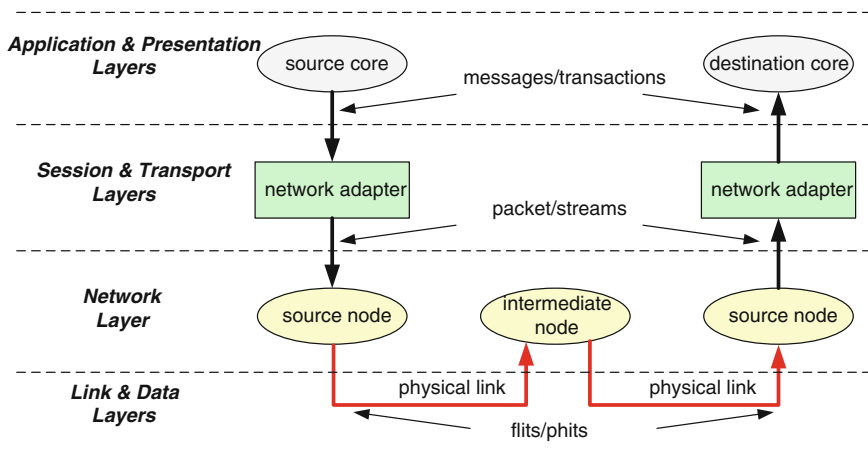 Application & Presentation
Layers
source core
destination core
messages/transactions
Session & Transport
Layers
network adapter
network adapter
packet/streams
Network
Layer
source node
intermediate
node
source node
Link & Data
Layers
physical link
physical link
flits/phits